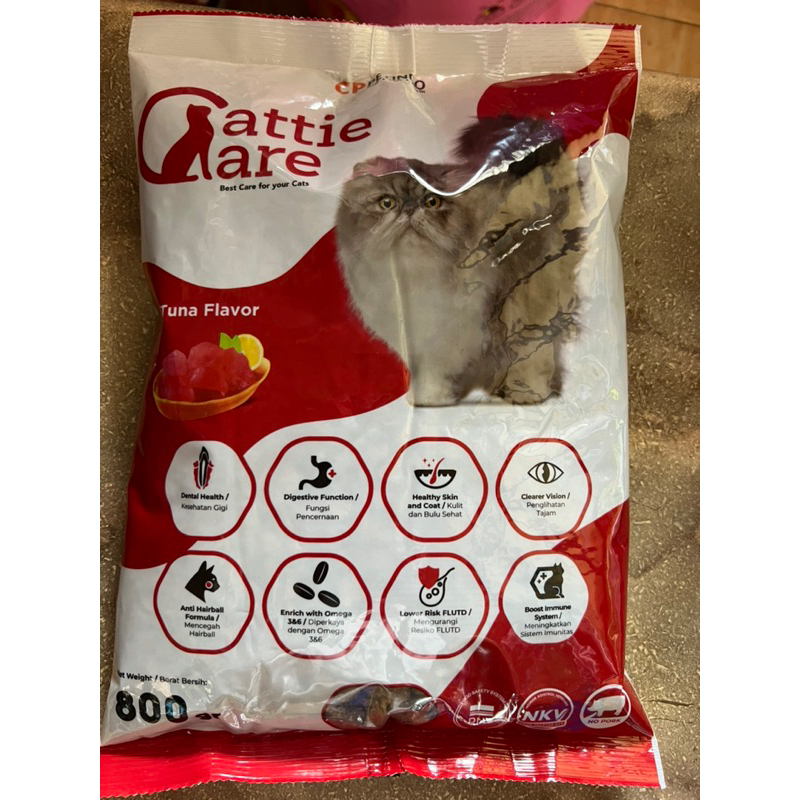 Cattie
Care
Best Care for your Cats
Tuna Flavor
Dental Health /
Kesehatan Gigi
Digestive Function /
Fungsi
Pencernaan
Healthy Skin
and Coat / Kulit
dan Bulu Sehat
Clearer Vision /
Penglihatan
Tajam
Anti Hairball
Formula /
Mencegah
Hairball
Enrich with Omega
3&6 / Diperkaya
dengan Omega
3&6
Lower Risk FLUTD /
Mengurangi
Resiko FLUTD
Boost Immune
System /
Meningkatkan
Sistem Imunitas
Net Weight / Berat Bersih:
800 gr
NKV
NO PORK